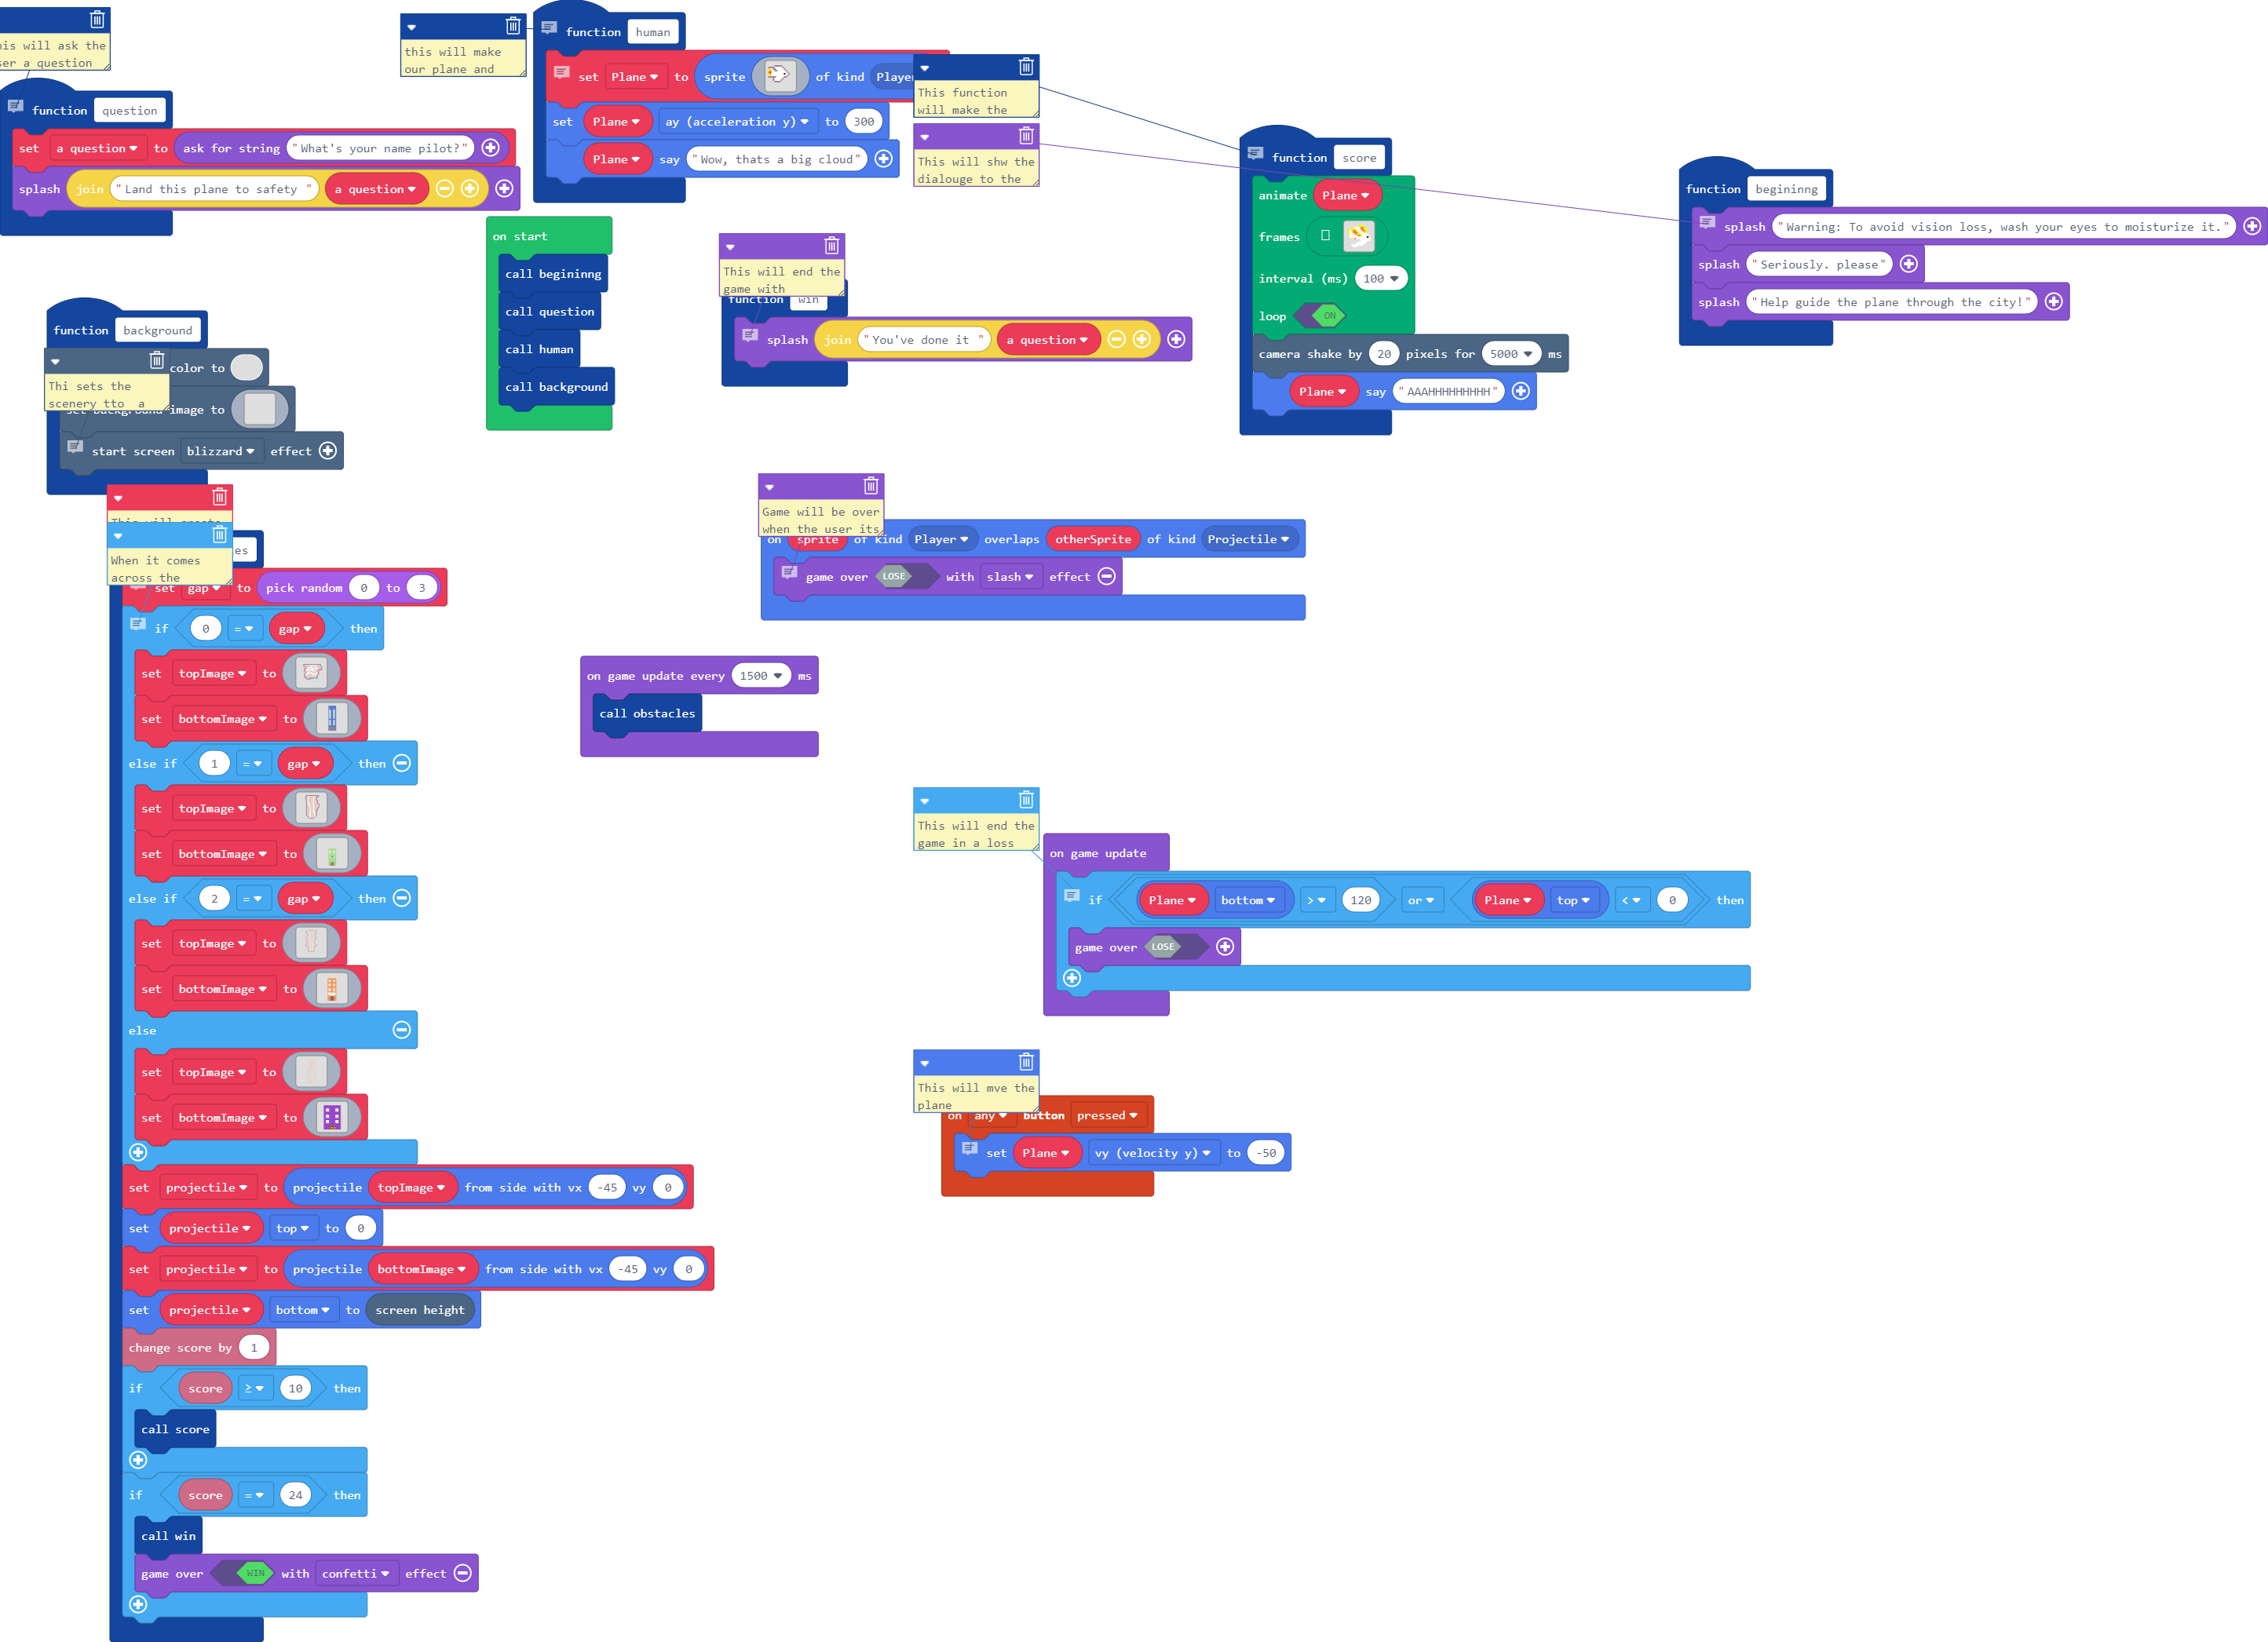 his will ask the
ser a question
function question
set a question to ask for string "What's your name pilot?"
splash join "Land this plane to safety " a question
this will make
our plane and
function human
set Plane to sprite of kind Playe
set Plane ay (acceleration y) to 300
Plane say "Wow, thats a big cloud"
This function
will make the
This will shw the
dialouge to the
function score
animate Plane
frames
interval (ms) 100
loop ON
camera shake by 20 pixels for 5000 ms
Plane say "AAAHHHHHHHHHH"
function begininng
splash "Warning: To avoid vision loss, wash your eyes to moisturize it."
splash "Seriously. please"
splash "Help guide the plane through the city!"
on start
call begininng
call question
call human
call background
This will end the
game with
function win
splash join "You've done it " a question
function background
color to
Thi sets the
scenery tto a
set background image to
start screen blizzard effect
This will create
When it comes
across the
es
set gap to pick random 0 to 3
if 0 = gap then
set topImage to
set bottomImage to
else if 1 = gap then
set topImage to
set bottomImage to
else if 2 = gap then
set topImage to
set bottomImage to
else
set topImage to
set bottomImage to
set projectile to projectile topImage from side with vx -45 vy 0
set projectile top to 0
set projectile to projectile bottomImage from side with vx -45 vy 0
set projectile bottom to screen height
change score by 1
if score ≥ 10 then
call score
if score = 24 then
call win
game over WIN with confetti effect
Game will be over
when the user its
on sprite of kind Player overlaps otherSprite of kind Projectile
game over LOSE with slash effect
on game update every 1500 ms
call obstacles
This will end the
game in a loss
on game update
if Plane bottom > 120 or Plane top < 0 then
game over LOSE
This will mve the
plane
on any button pressed
set Plane vy (velocity y) to -50